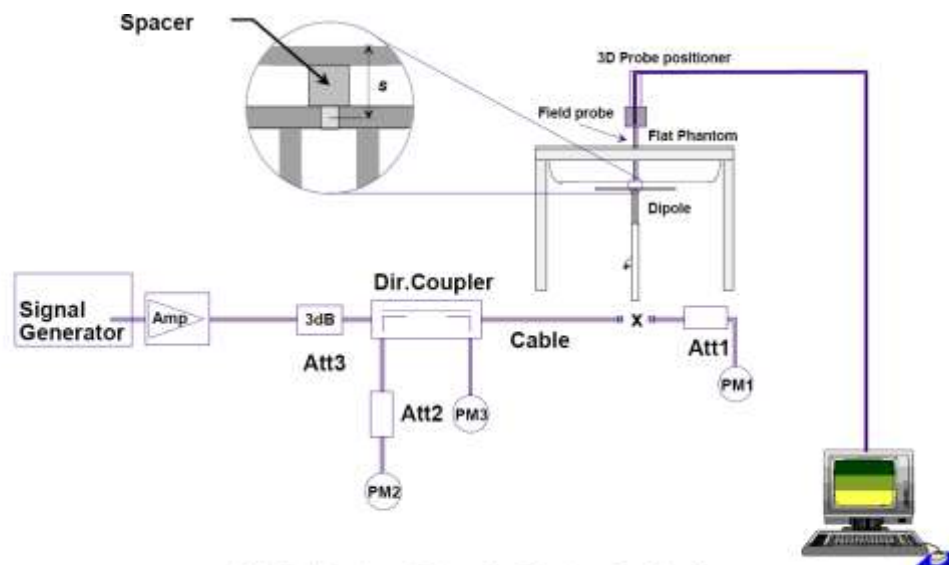 Spacer
s
3D Probe positioner
Field probe
Flat Phantom
Dipole
Signal
Generator
Amp
3dB
Att3
Dir.Coupler
Cable
x
Att1
PM1
Att2
PM3
PM2